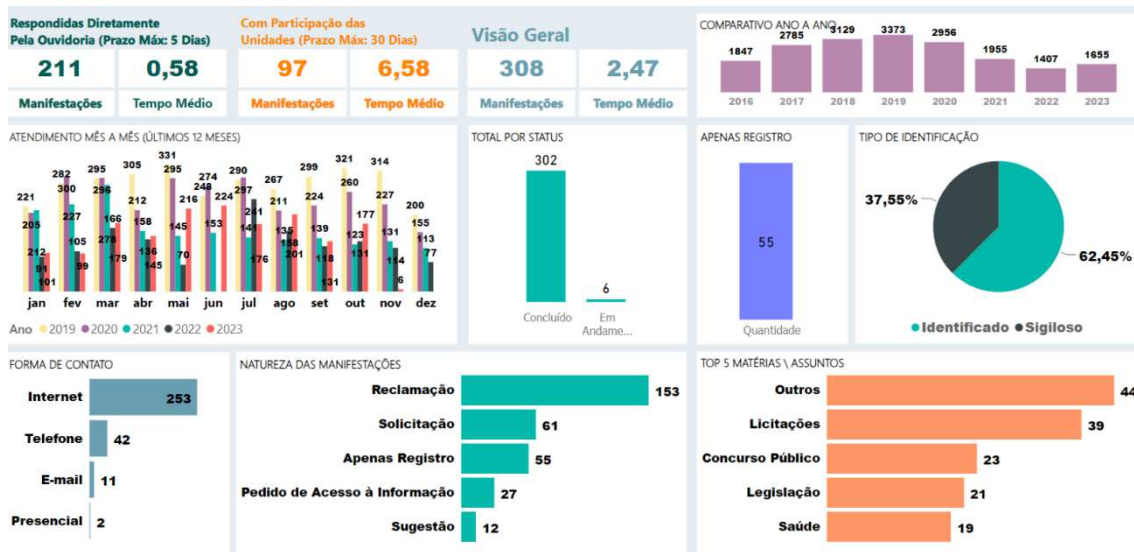 Respondidas Diretamente
Pela Ouvidoria (Prazo Máx: 5 Dias)
211
0,58
Manifestações
Tempo Médio
Com Participação das
Unidades (Prazo Máx: 30 Dias)
97
6,58
Manifestações
Tempo Médio
Visão Geral
308
2,47
Manifestações
Tempo Médio
COMPARATIVO ANO A ANO
1847
2785
3129
3373
2956
1955
1407
1655
2016 2017 2018 2019 2020 2021 2022 2023
ATENDIMENTO MÊS A MÊS (ÚLTIMOS 12 MESES)
221
205
212
91
101
282
300
227
105
99
295
296
278
166
179
305
212
158
136
145
331
295
145
70
216
248
274
153
224
290
297
141
241
176
267
211
135
158
201
299
224
139
118
131
321
260
123
131
177
314
227
131
114
6
200
155
113
77
jan fev mar abr mai jun jul ago set out nov dez
Ano 2019 2020 2021 2022 2023
TOTAL POR STATUS
302
6
Concluído
Em
Andame...
APENAS REGISTRO
55
Quantidade
TIPO DE IDENTIFICAÇÃO
37,55%
62,45%
Identificado Sigiloso
FORMA DE CONTATO
Internet 253
Telefone 42
E-mail 11
Presencial 2
NATUREZA DAS MANIFESTAÇÕES
Reclamação 153
Solicitação 61
Apenas Registro 55
Pedido de Acesso à Informação 27
Sugestão 12
TOP 5 MATÉRIAS \ ASSUNTOS
Outros 44
Licitações 39
Concurso Público 23
Legislação 21
Saúde 19